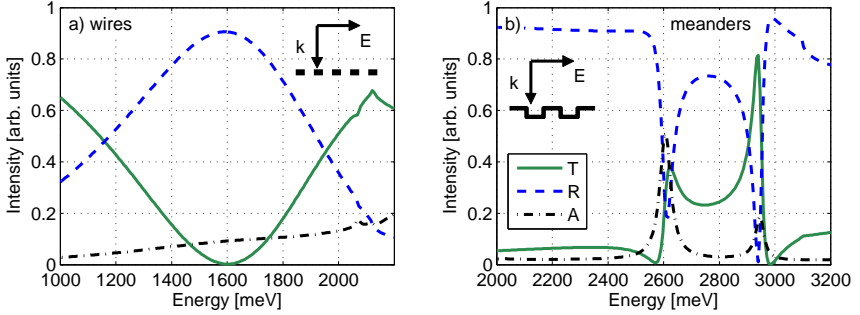 a) wires
k
E
Intensity [arb. units]
1
0.8
0.6
0.4
0.2
0
1000 1200 1400 1600 1800 2000
Energy [meV]
b) meanders
k
E
Intensity [arb. units]
1
0.8
0.6
0.4
0.2
0
T
R
A
2000 2200 2400 2600 2800 3000 3200
Energy [meV]